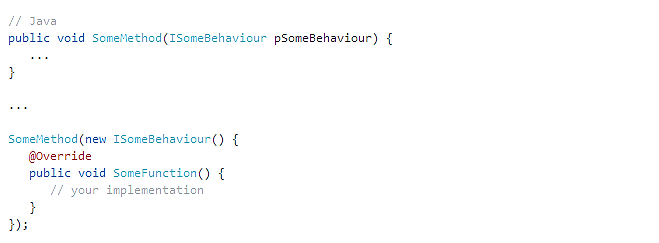 // Java
public void SomeMethod(ISomeBehaviour pSomeBehaviour) {
   ...
}
...
SomeMethod(new ISomeBehaviour() {
   @Override
   public void SomeFunction() {
      // your implementation
   }
});